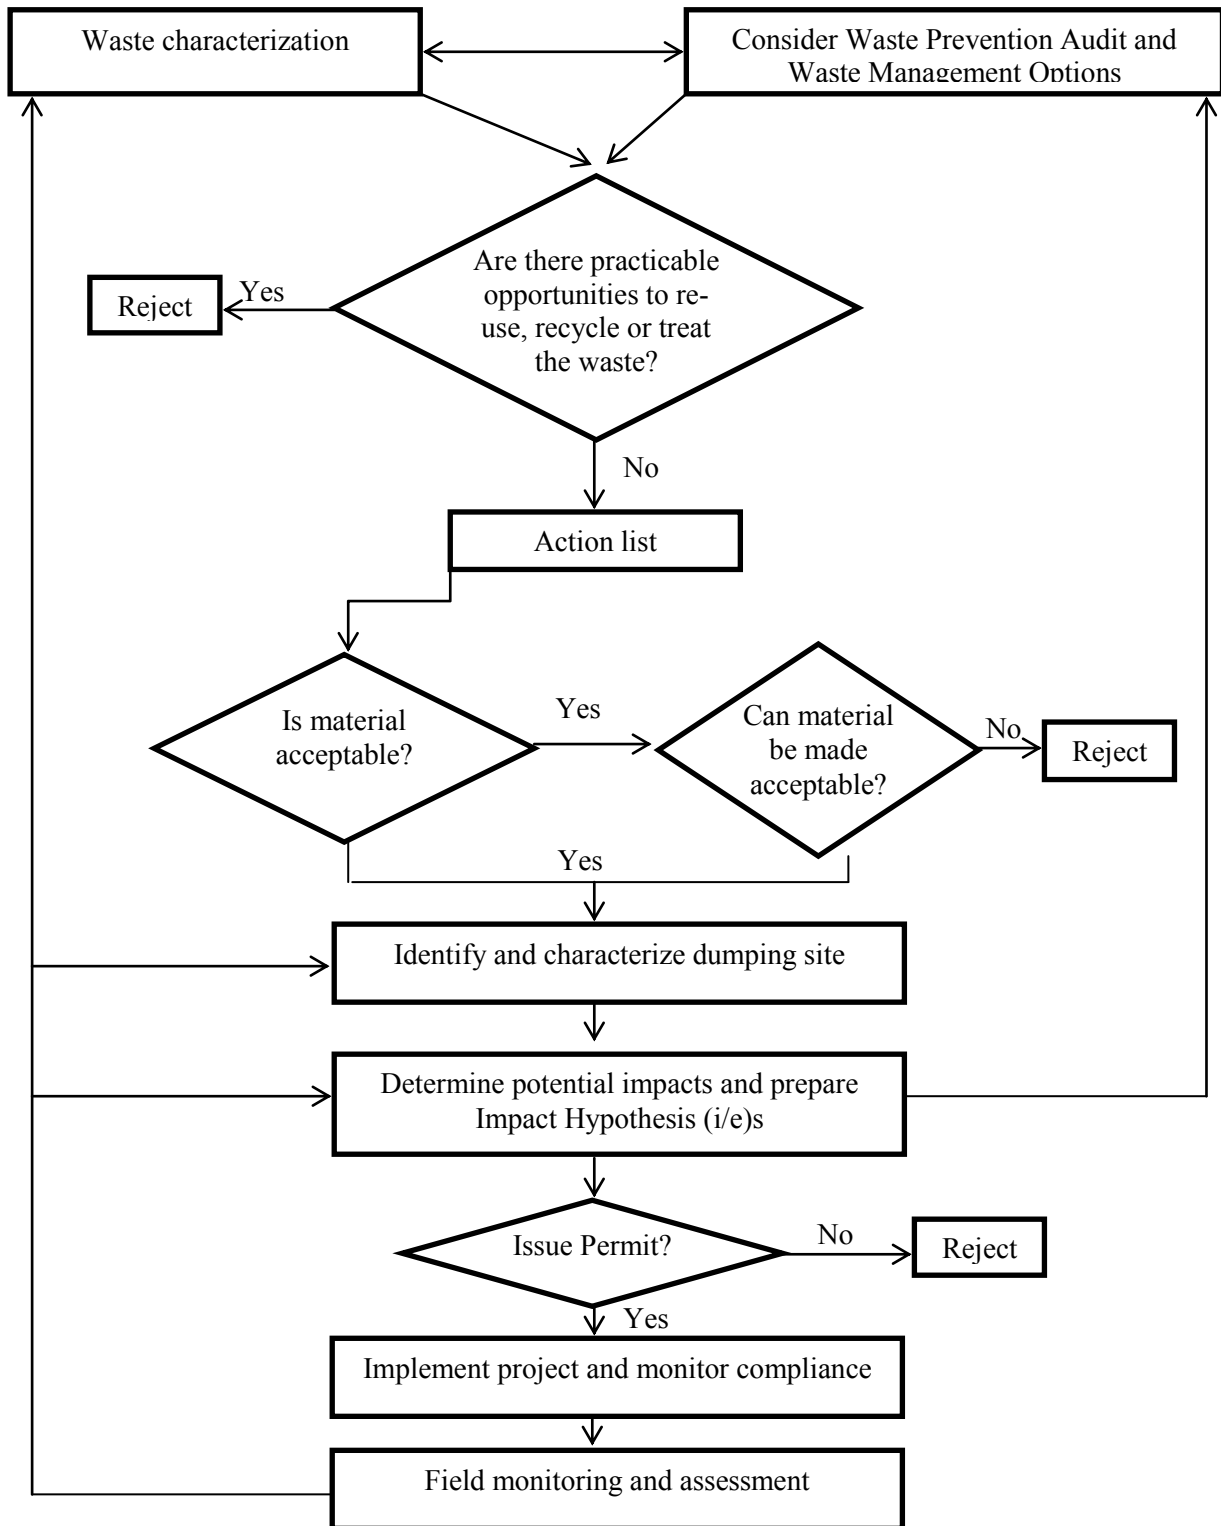 Waste characterization
Consider Waste Prevention Audit and
Waste Management Options
Are there practicable
opportunities to re-
use, recycle or treat
the waste?
Yes
Reject
No
Action list
Is material
acceptable?
Yes
Can material
be made
acceptable?
No
Reject
Yes
Identify and characterize dumping site
Determine potential impacts and prepare
Impact Hypothesis (i/e)s
Issue Permit?
No
Reject
Yes
Implement project and monitor compliance
Field monitoring and assessment